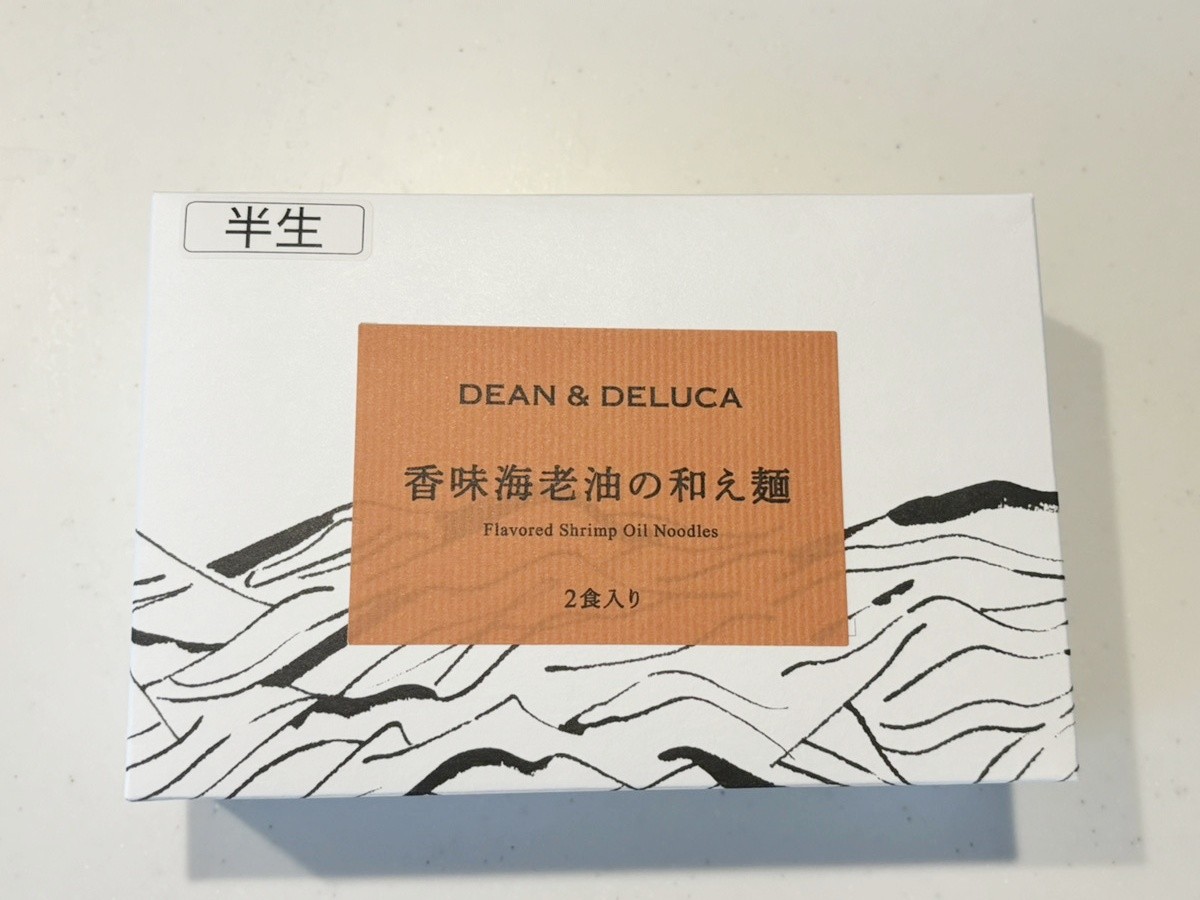 半生
DEAN & DELUCA
香味海老油の和え麺
Flavored Shrimp Oil Noodles
2食入り